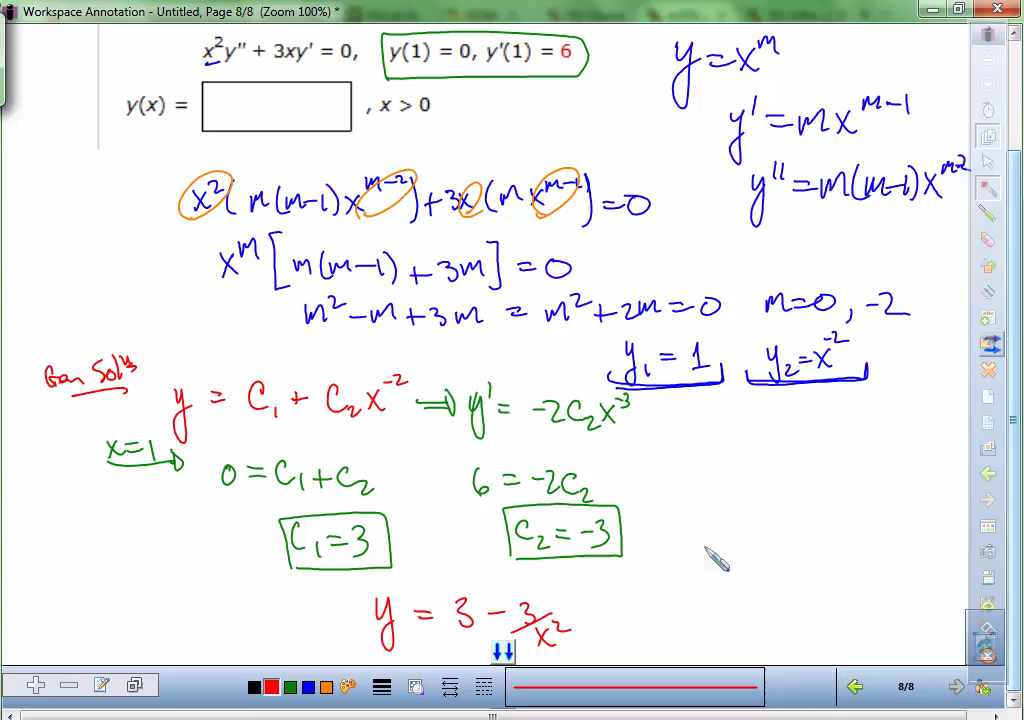 Workspace Annotation - Untitled, Page 8/8 (Zoom 100%) *
x²y'' + 3xy' = 0, y(1) = 0, y'(1) = 6
y(x) = , x > 0
y = x^m
y' = mx^(m-1)
y'' = m(m-1)x^(m-2)
x²(m(m-1)x^(m-2)) + 3x(mx^(m-1)) = 0
x^m[m(m-1) + 3m] = 0
m² - m + 3m = m² + 2m = 0 m = 0, -2
y₁ = 1 y₂ = x⁻²
Gen Sol'n
y = C₁ + C₂x⁻² ⇒ y' = -2C₂x⁻³
x=1 →
0 = C₁ + C₂ 6 = -2C₂
C₁ = 3 C₂ = -3
y = 3 - 3/x²
8/8